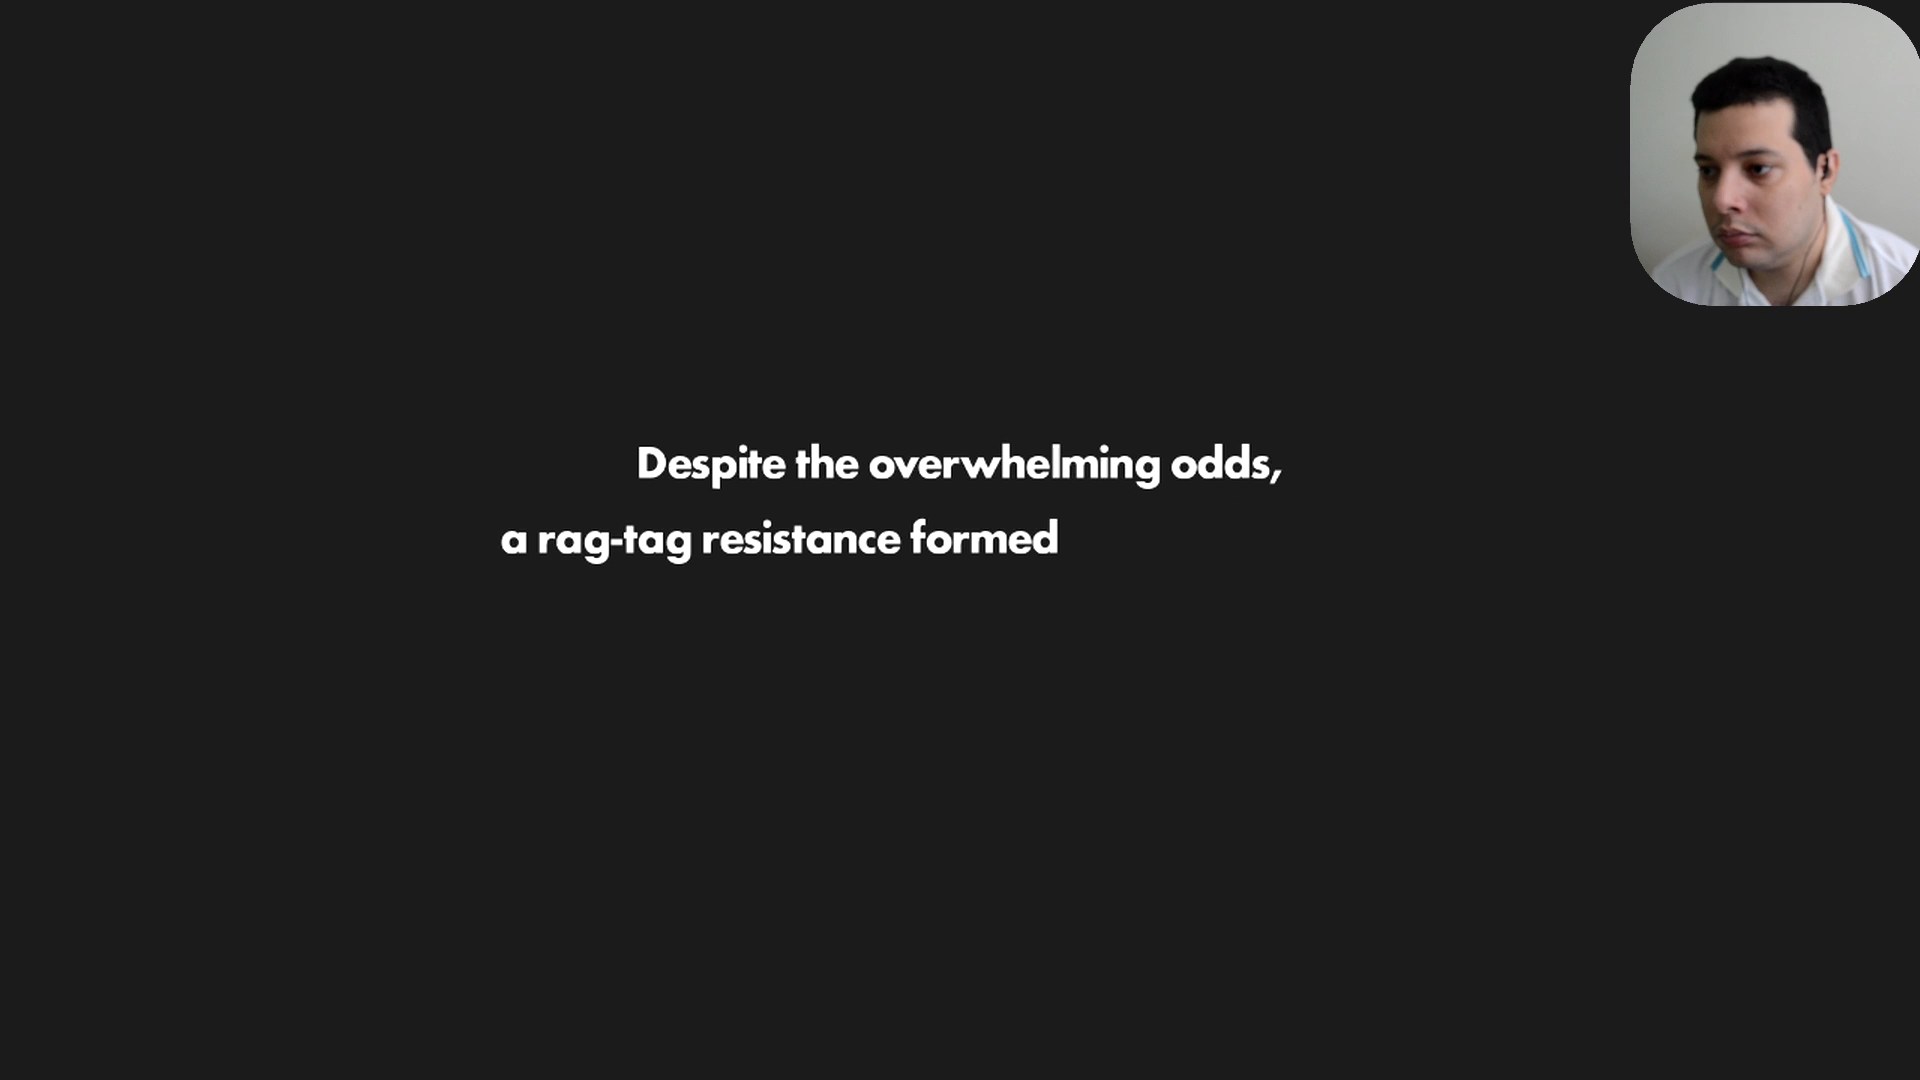 Despite the overwhelming odds,
a rag-tag resistance formed